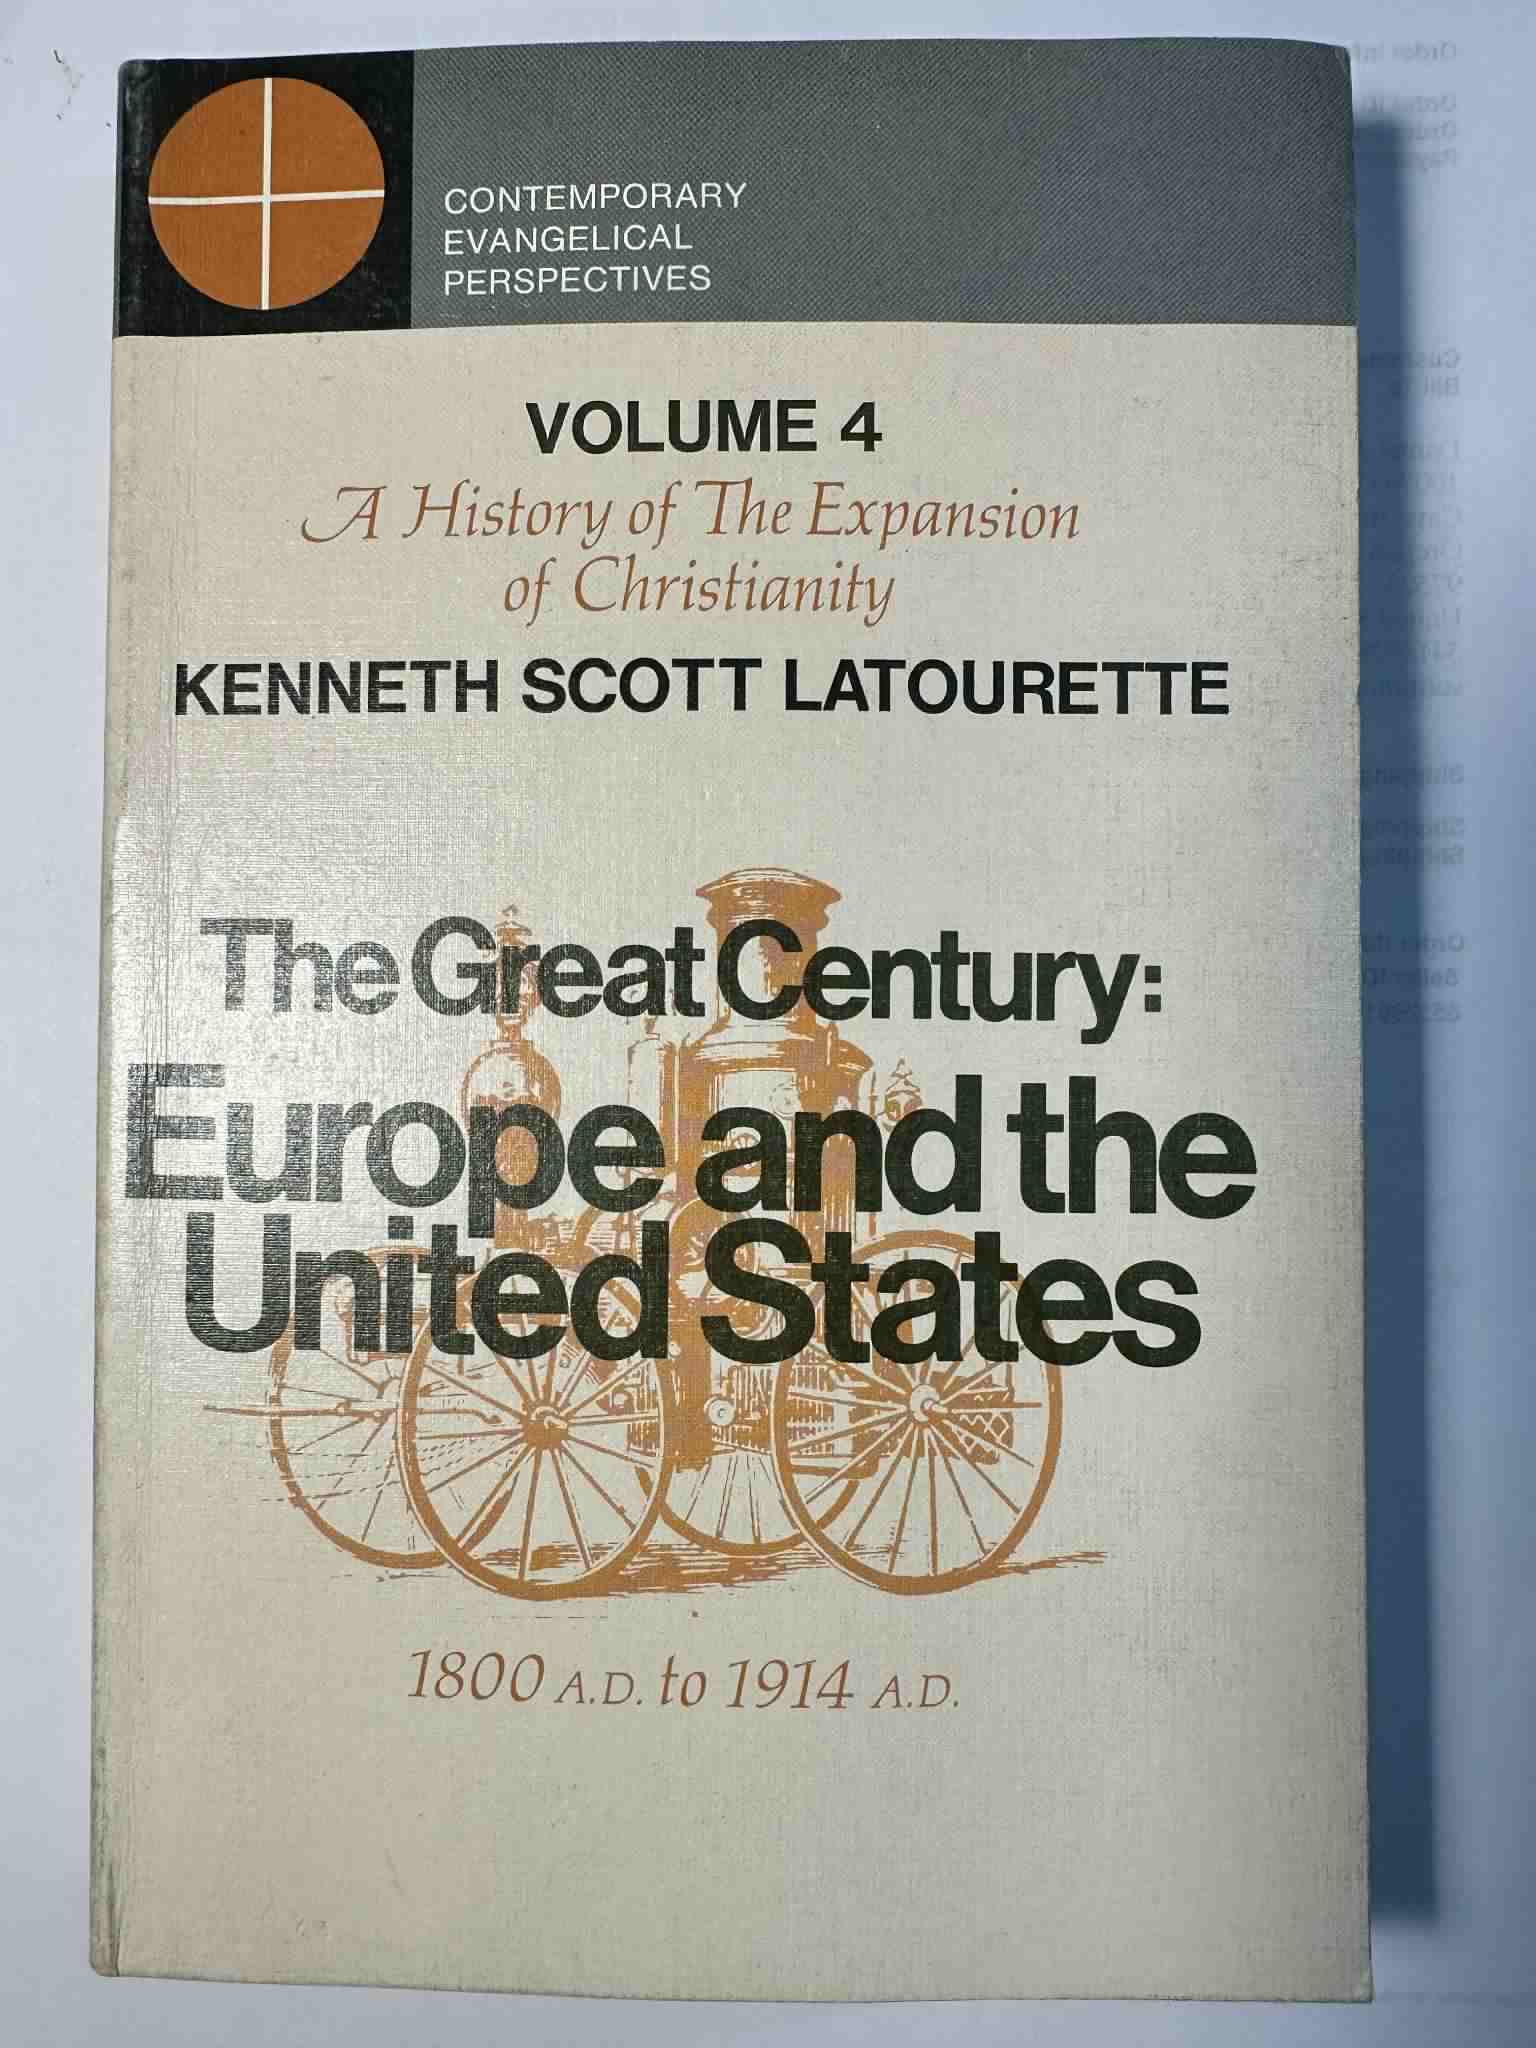 CONTEMPORARY
EVANGELICAL
PERSPECTIVES
VOLUME 4
A History of The Expansion
of Christianity
KENNETH SCOTT LATOURETTE
The Great Century:
Europe and the
United States
1800 A.D. to 1914 A.D.